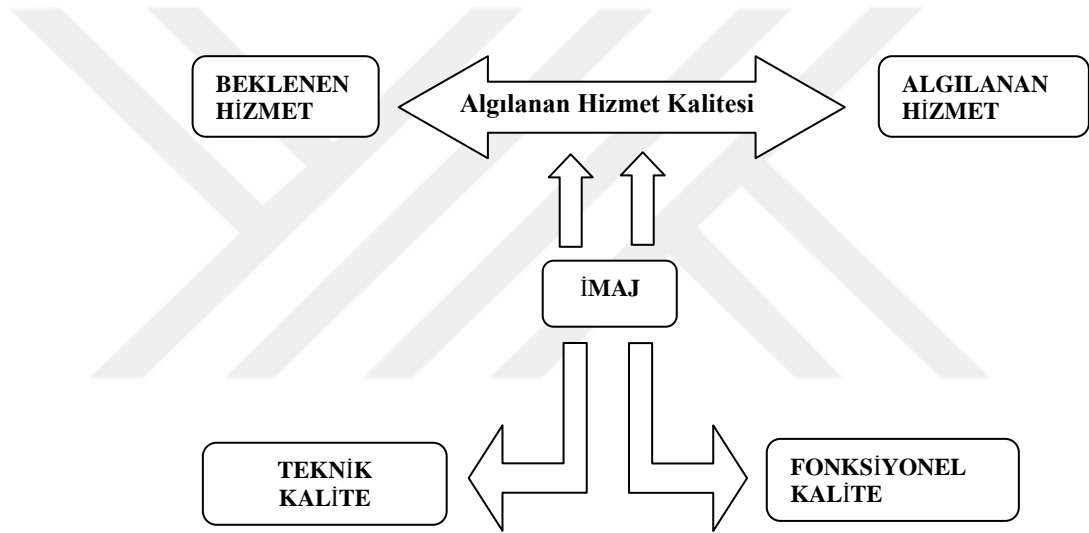 BEKLENEN
HİZMET
Algılanan Hizmet Kalitesi
ALGILANAN
HİZMET
İMAJ
TEKNİK
KALİTE
FONKSİYONEL
KALİTE